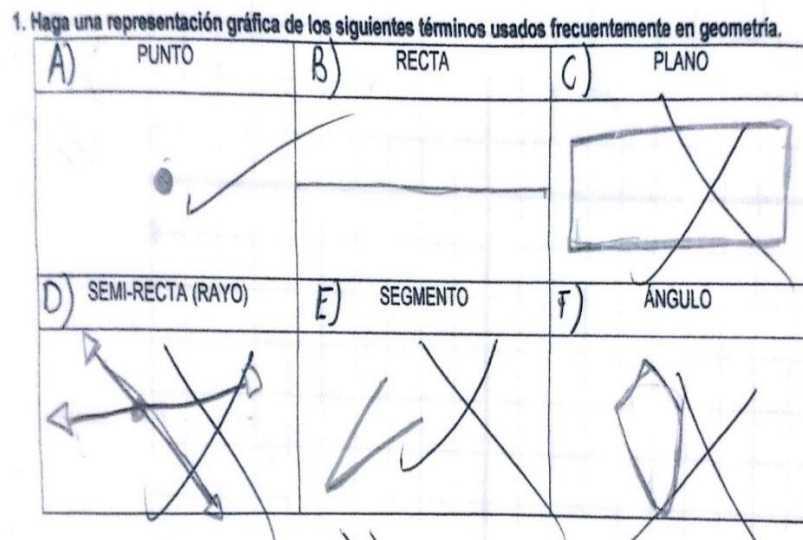 1. Haga una representación gráfica de los siguientes términos usados frecuentemente en geometría.
A) PUNTO
B) RECTA
C) PLANO
D) SEMI-RECTA (RAYO)
E) SEGMENTO
F) ÁNGULO